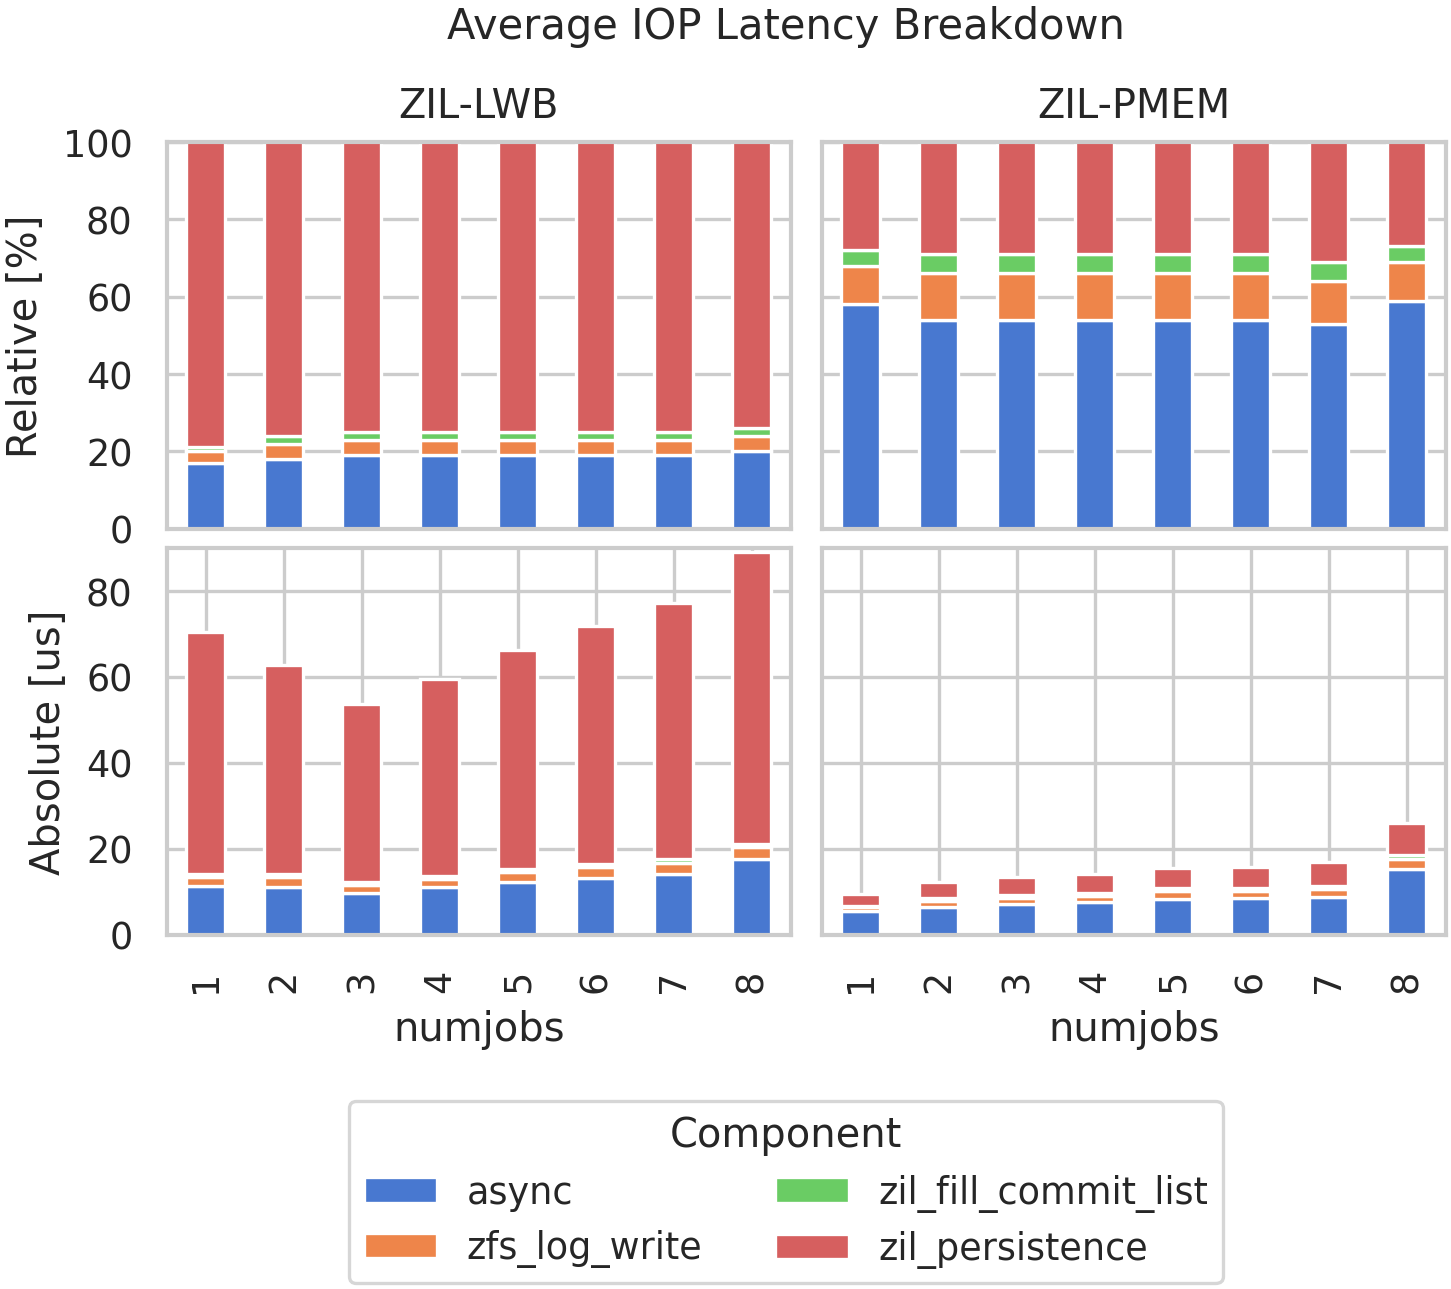 Average IOP Latency Breakdown
ZIL-LWB
ZIL-PMEM
Relative [%]
100
80
60
40
20
0
Absolute [us]
80
60
40
20
0
1 2 3 4 5 6 7 8
1 2 3 4 5 6 7 8
numjobs
numjobs
Component
async
zfs_log_write
zil_fill_commit_list
zil_persistence